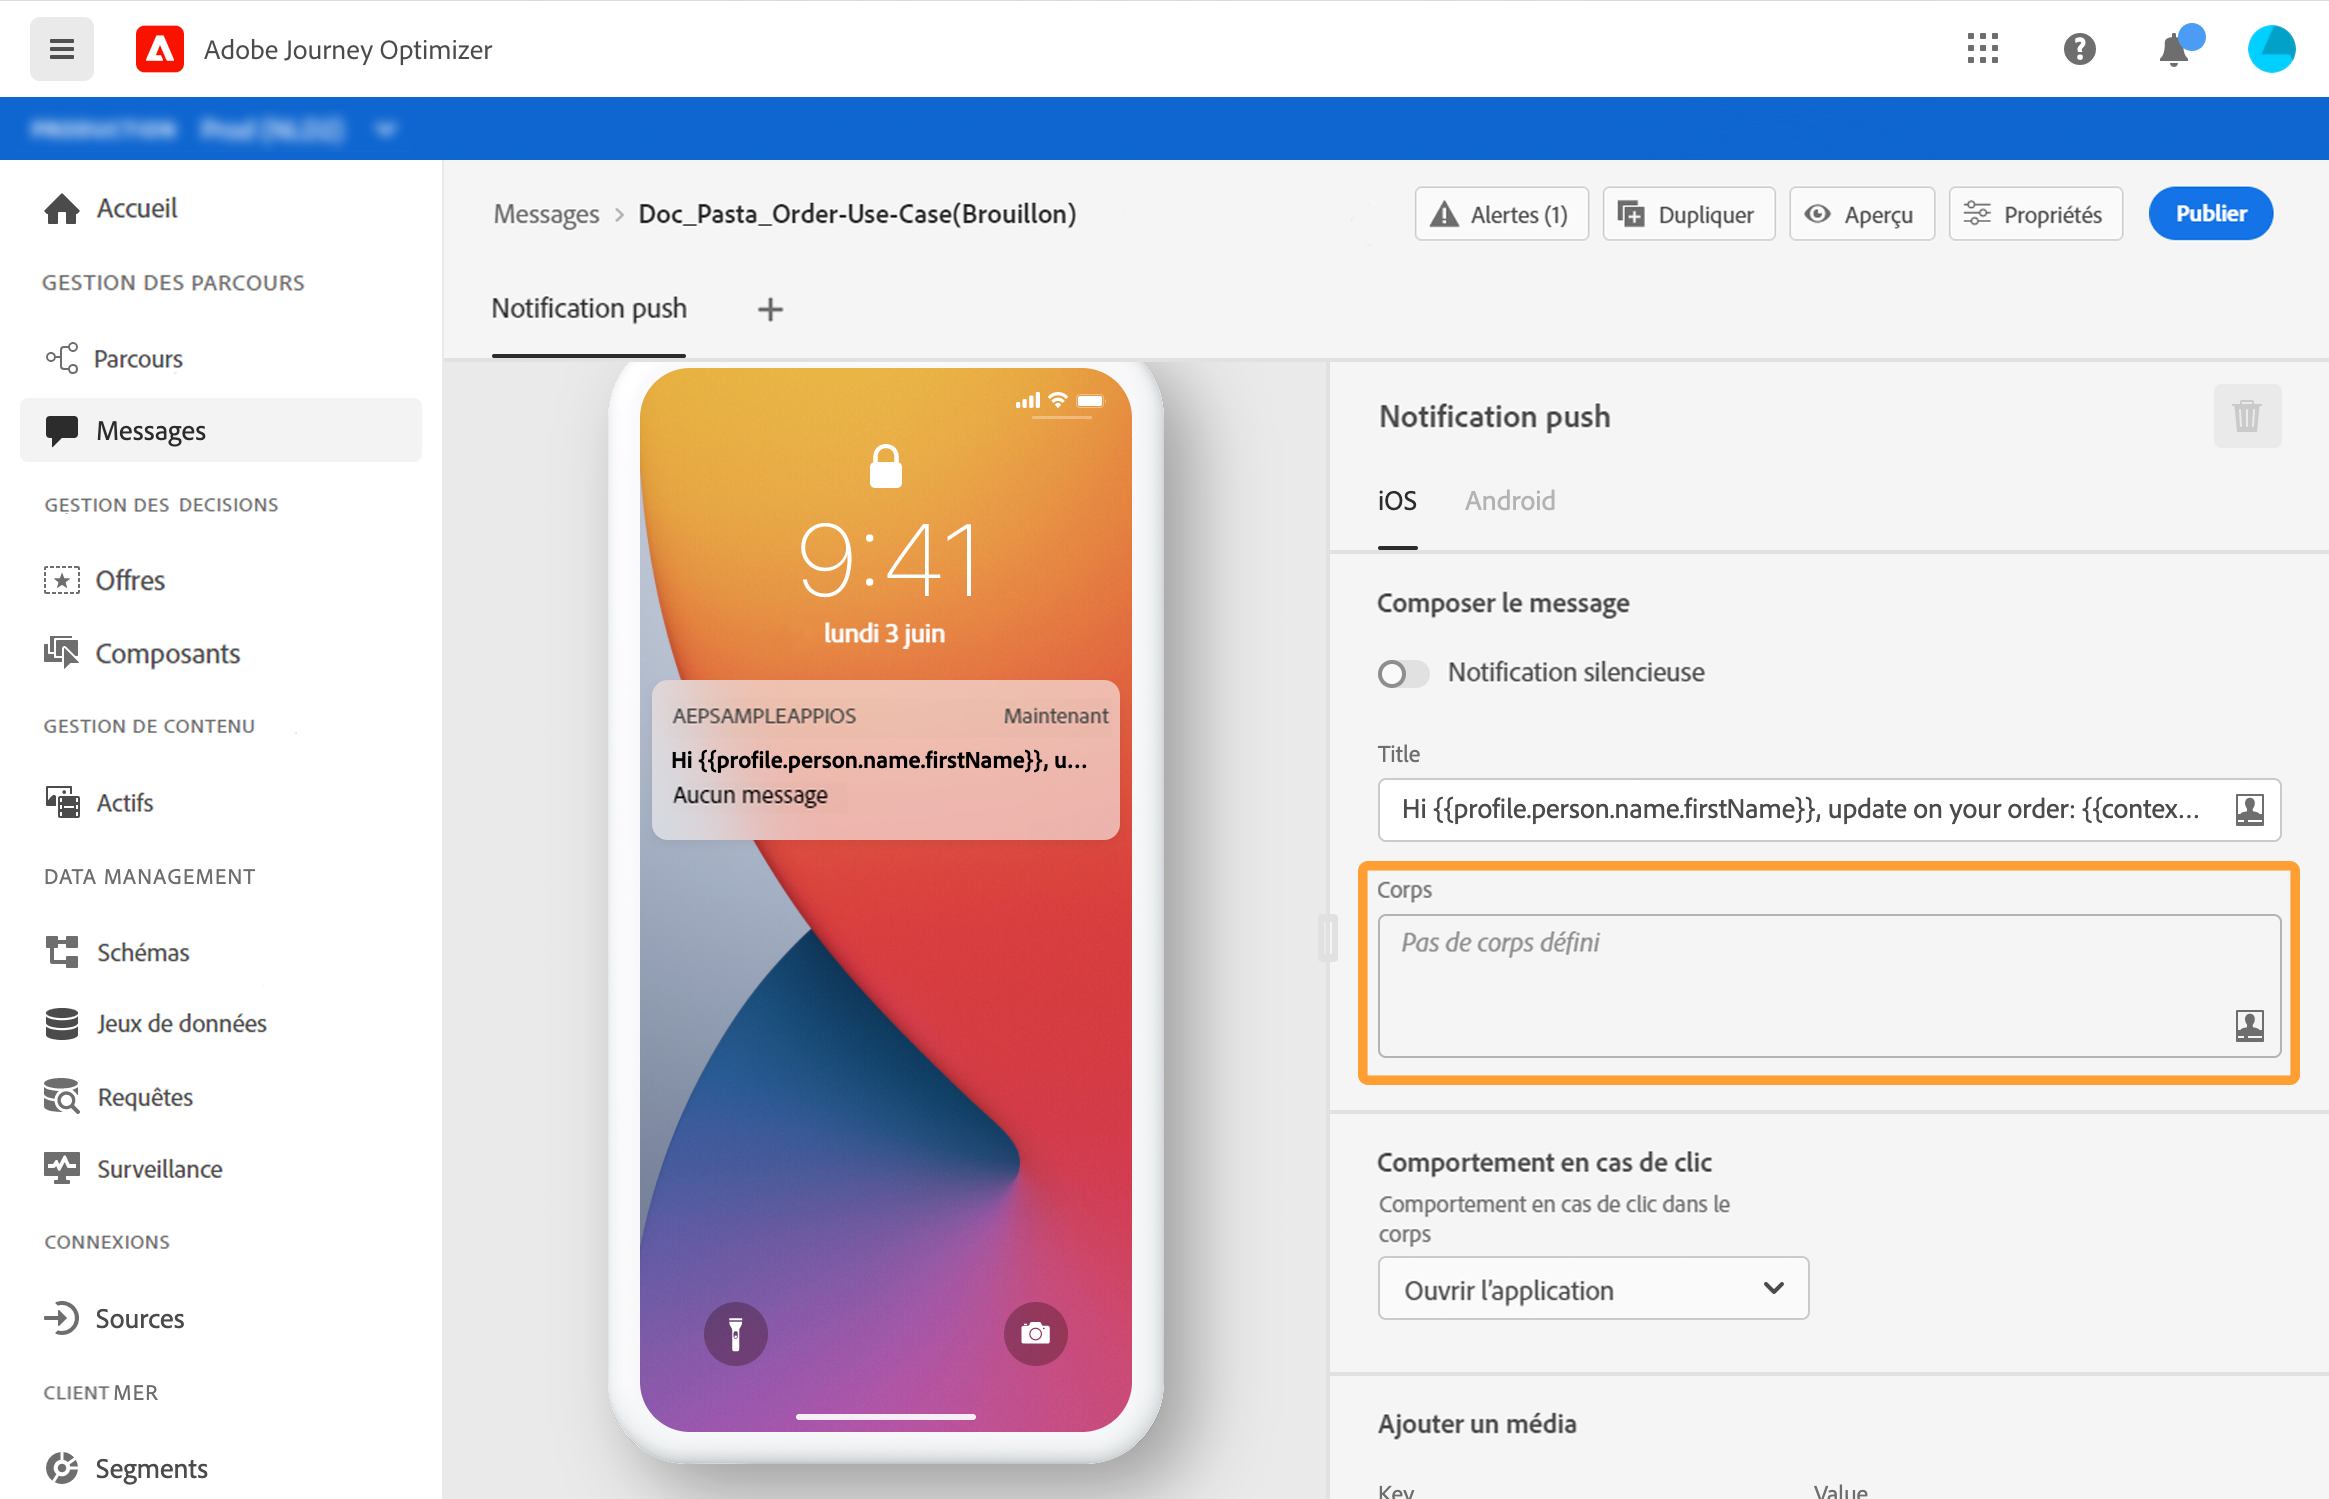 Adobe Journey Optimizer
Accueil
GESTION DES PARCOURS
Parcours
Messages
GESTION DES DECISIONS
Offres
Composants
GESTION DE CONTENU
Actifs
DATA MANAGEMENT
Schémas
Jeux de données
Requêtes
Surveillance
CONNEXIONS
Sources
CLIENT MER
Segments
Messages > Doc_Pasta_Order-Use-Case(Brouillon)
Alertes (1)
Dupliquer
Aperçu
Propriétés
Publier
Notification push
9:41
lundi 3 juin
AEPSAMPLEAPPIOS Maintenant
Hi {{profile.person.name.firstName}}, u...
Aucun message
Notification push
iOS Android
Composer le message
Notification silencieuse
Title
Hi {{profile.person.name.firstName}}, update on your order: {{contex...
Corps
Pas de corps défini
Comportement en cas de clic
Comportement en cas de clic dans le
corps
Ouvrir l'application
Ajouter un média
Key Value